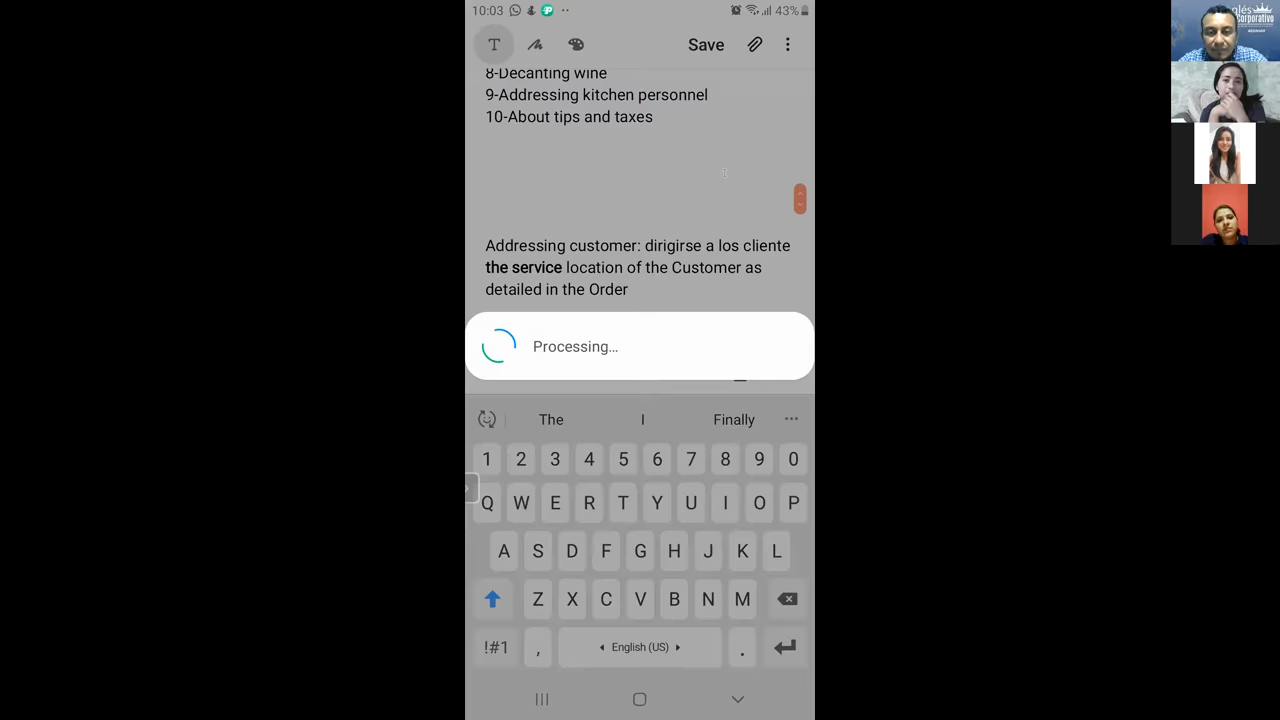 10:03
43%
Save
8-Decanting wine
9-Addressing kitchen personnel
10-About tips and taxes
Addressing customer: dirigirse a los cliente
the service location of the Customer as
detailed in the Order
Processing...
The I Finally
1 2 3 4 5 6 7 8 9 0
Q W E R T Y U I O P
A S D F G H J K L
Z X C V B N M
!#1 , English (US) .